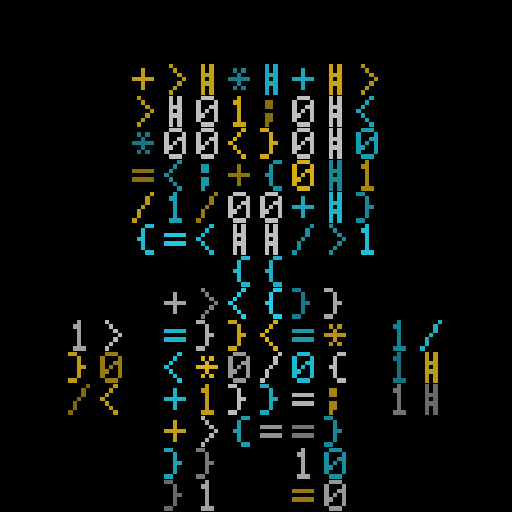 +>H*H+H>
>H01;0H<
*00<}0H0
=<;+(0H1
/1/00+H}
(=<HH/>1
((
+><{}}
1> =}}<=* 1/
}0 <*0/0{ 1H
/< +1}}=; 1H
+>(==}
}} 10
}1 =0